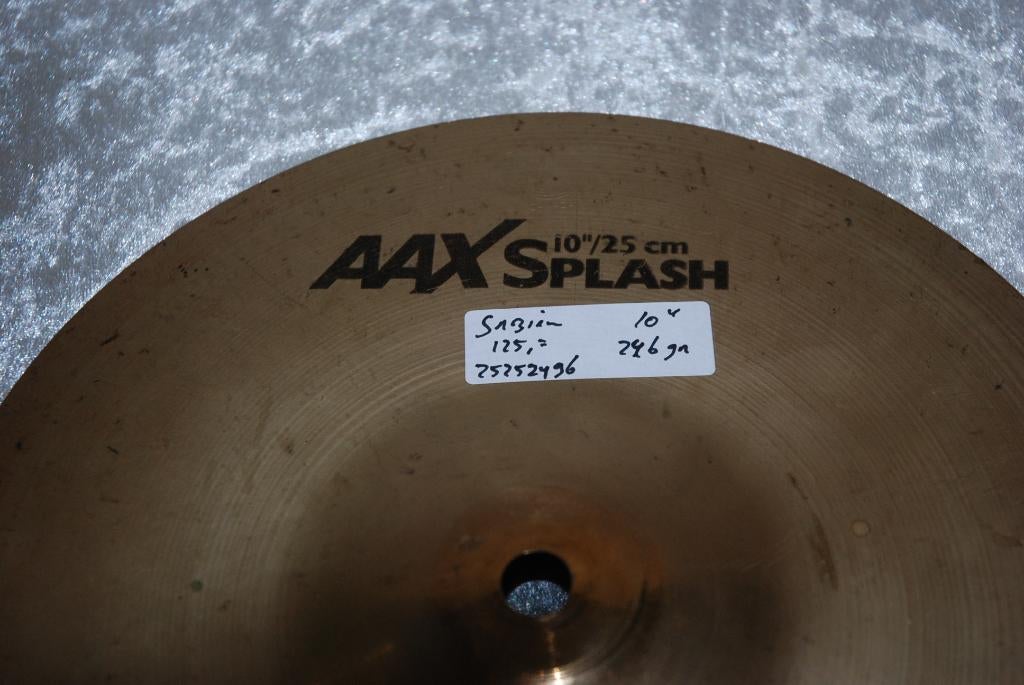 AAX SPLASH 10"/25 cm
Sabian 10"
125,= 246 gr
25252496